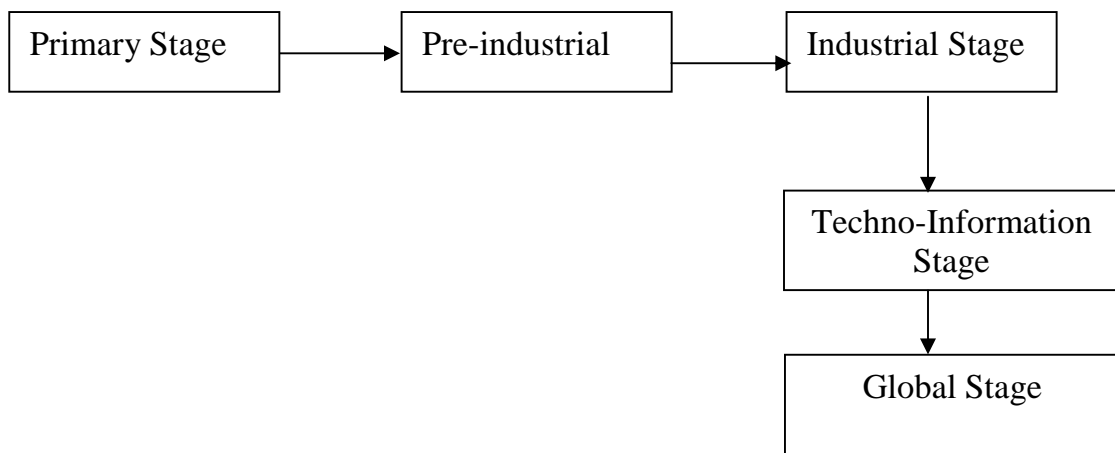 Primary Stage
Pre-industrial
Industrial Stage
Techno-Information
Stage
Global Stage